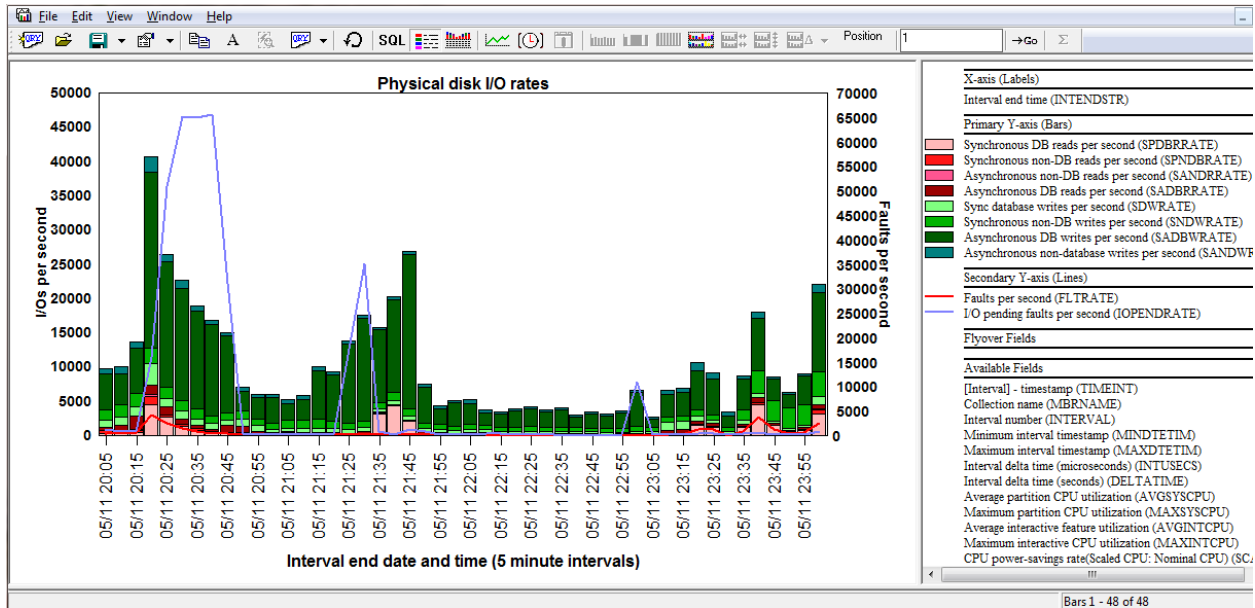 File Edit View Window Help
QRY QRY A SQL Position 1 →Go Σ
Physical disk I/O rates
50000
45000
40000
35000
30000
25000
20000
15000
10000
5000
0
I/Os per second
70000
65000
60000
55000
50000
45000
40000
35000
30000
25000
20000
15000
10000
5000
0
Faults per second
05/11 20:05
05/11 20:15
05/11 20:25
05/11 20:35
05/11 20:45
05/11 20:55
05/11 21:05
05/11 21:15
05/11 21:25
05/11 21:35
05/11 21:45
05/11 21:55
05/11 22:05
05/11 22:15
05/11 22:25
05/11 22:35
05/11 22:45
05/11 22:55
05/11 23:05
05/11 23:15
05/11 23:25
05/11 23:35
05/11 23:45
05/11 23:55
Interval end date and time (5 minute intervals)
X-axis (Labels)
Interval end time (INTENDSTR)
Primary Y-axis (Bars)
Synchronous DB reads per second (SPDBRRATE)
Synchronous non-DB reads per second (SPNDBRATE)
Asynchronous non-DB reads per second (SANDRRATE)
Asynchronous DB reads per second (SADBRRATE)
Sync database writes per second (SDWRATE)
Synchronous non-DB writes per second (SNDWRATE)
Asynchronous DB writes per second (SADBWRATE)
Asynchronous non-database writes per second (SANDWR
Secondary Y-axis (Lines)
Faults per second (FLTRATE)
I/O pending faults per second (IOPENDRATE)
Flyover Fields
Available Fields
[Interval] - timestamp (TIMEINT)
Collection name (MBRNAME)
Interval number (INTERVAL)
Minimum interval timestamp (MINDTETIM)
Maximum interval timestamp (MAXDTETIM)
Interval delta time (microseconds) (INTUSECS)
Interval delta time (seconds) (DELTATIME)
Average partition CPU utilization (AVGSYSCPU)
Maximum partition CPU utilization (MAXSYSCPU)
Average interactive feature utilization (AVGINTCPU)
Maximum interactive CPU utilization (MAXINTCPU)
CPU power-savings rate(Scaled CPU: Nominal CPU) (SCA
Bars 1 - 48 of 48